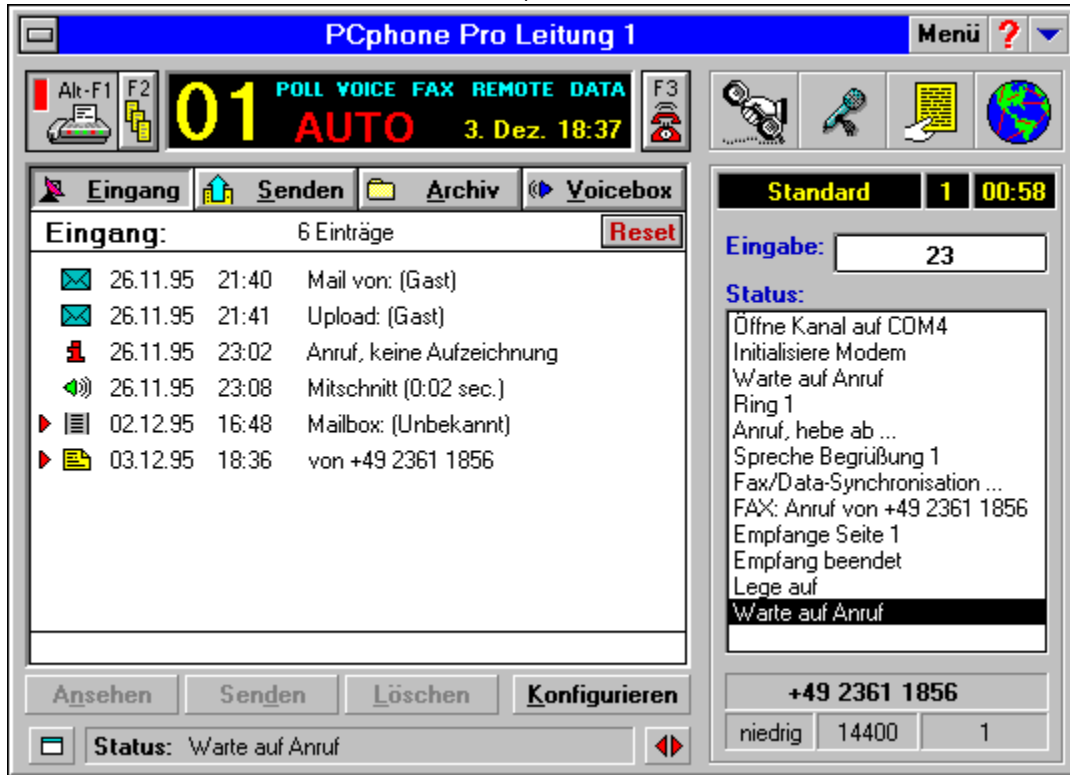 PCphone Pro Leitung 1 Menü ?
Alt-F1 F2 01 POLL VOICE FAX REMOTE DATA F3
AUTO 3. Dez. 18:37
Eingang Senden Archiv Voicebox
Eingang: 6 Einträge Reset
26.11.95 21:40 Mail von: (Gast)
26.11.95 21:41 Upload: (Gast)
26.11.95 23:02 Anruf, keine Aufzeichnung
26.11.95 23:08 Mitschnitt (0:02 sec.)
02.12.95 16:48 Mailbox: (Unbekannt)
03.12.95 18:36 von +49 2361 1856
Ansehen Senden Löschen Konfigurieren
Status: Warte auf Anruf
Standard 1 00:58
Eingabe: 23
Status:
Öffne Kanal auf COM4
Initialisiere Modem
Warte auf Anruf
Ring 1
Anruf, hebe ab ...
Spreche Begrüßung 1
Fax/Data-Synchronisation ...
FAX: Anruf von +49 2361 1856
Empfange Seite 1
Empfang beendet
Lege auf
Warte auf Anruf
+49 2361 1856
niedrig 14400 1